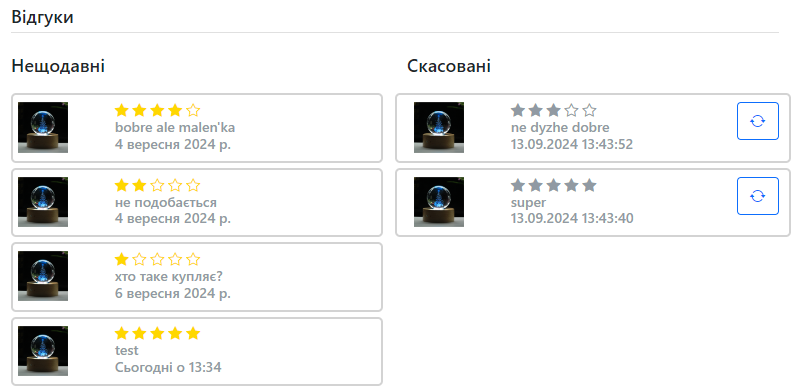 Відгуки
Нещодавні
bobre ale malen'ka
4 вересня 2024 р.
не подобається
4 вересня 2024 р.
хто таке купляє?
6 вересня 2024 р.
test
Сьогодні о 13:34
Скасовані
ne dyzhe dobre
13.09.2024 13:43:52
super
13.09.2024 13:43:40